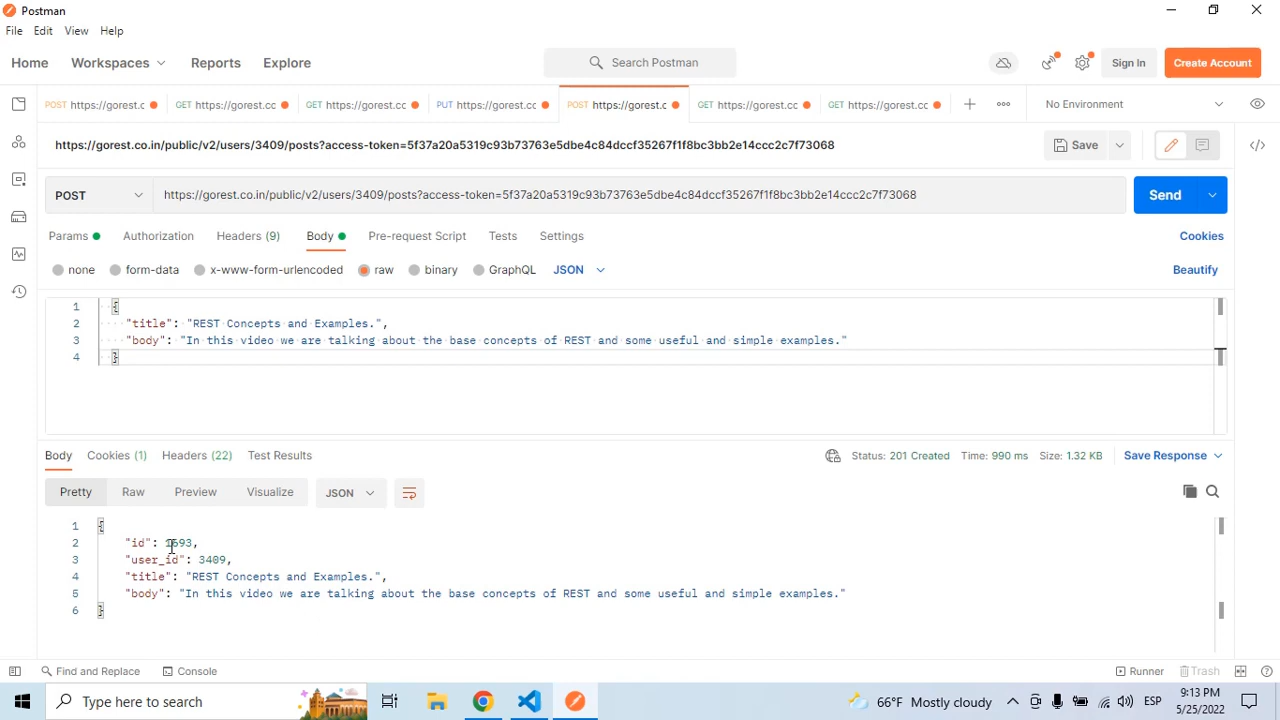 Postman
File Edit View Help
Home Workspaces Reports Explore Search Postman Sign In Create Account
POST https://gorest.cc GET https://gorest.cc GET https://gorest.cc PUT https://gorest.cc POST https://gorest.c GET https://gorest.cc GET https://gorest.cc No Environment
https://gorest.co.in/public/v2/users/3409/posts?access-token=5f37a20a5319c93b73763e5dbe4c84dccf35267f1f8bc3bb2e14ccc2c7f73068 Save
POST https://gorest.co.in/public/v2/users/3409/posts?access-token=5f37a20a5319c93b73763e5dbe4c84dccf35267f1f8bc3bb2e14ccc2c7f73068 Send
Params Authorization Headers (9) Body Pre-request Script Tests Settings Cookies
none form-data x-www-form-urlencoded raw binary GraphQL JSON Beautify
1 {
2 "title": "REST Concepts and Examples.",
3 "body": "In this video we are talking about the base concepts of REST and some useful and simple examples."
4 }
Body Cookies (1) Headers (22) Test Results Status: 201 Created Time: 990 ms Size: 1.32 KB Save Response
Pretty Raw Preview Visualize JSON
1 {
2 "id": 1593,
3 "user_id": 3409,
4 "title": "REST Concepts and Examples.",
5 "body": "In this video we are talking about the base concepts of REST and some useful and simple examples."
6 }
Find and Replace Console Runner Trash
Type here to search 66°F Mostly cloudy ESP 9:13 PM
5/25/2022